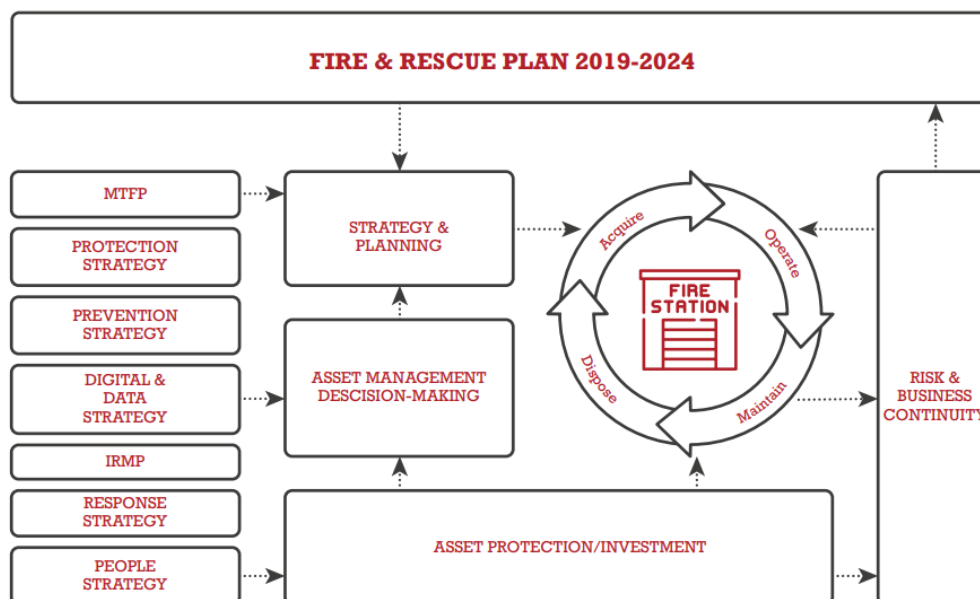 FIRE & RESCUE PLAN 2019-2024
MTFP
PROTECTION
STRATEGY
PREVENTION
STRATEGY
DIGITAL &
DATA
STRATEGY
IRMP
RESPONSE
STRATEGY
PEOPLE
STRATEGY
STRATEGY &
PLANNING
ASSET MANAGEMENT
DESCISION-MAKING
ASSET PROTECTION/INVESTMENT
Acquire
Operate
Maintain
Dispose
FIRE
STATION
RISK &
BUSINESS
CONTINUITY